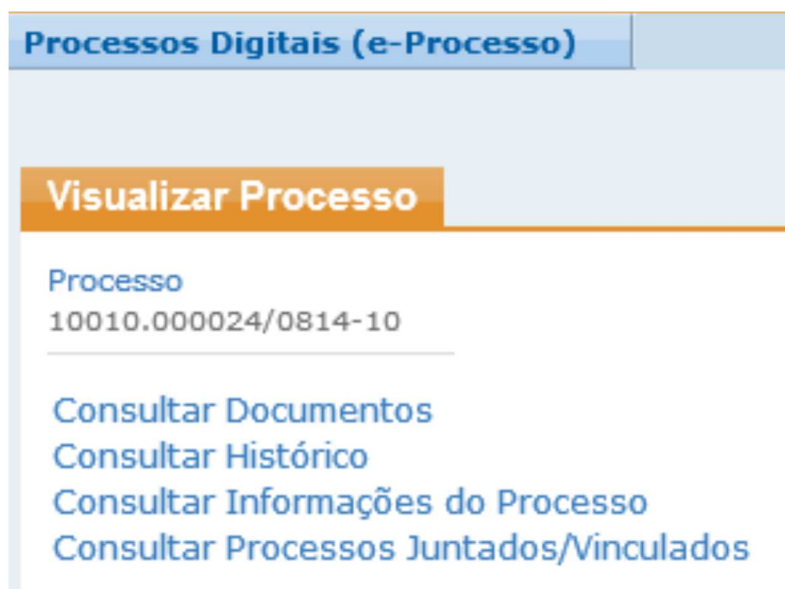 Processos Digitais (e-Processo)
Visualizar Processo
Processo
10010.000024/0814-10
Consultar Documentos
Consultar Histórico
Consultar Informações do Processo
Consultar Processos Juntados/Vinculados